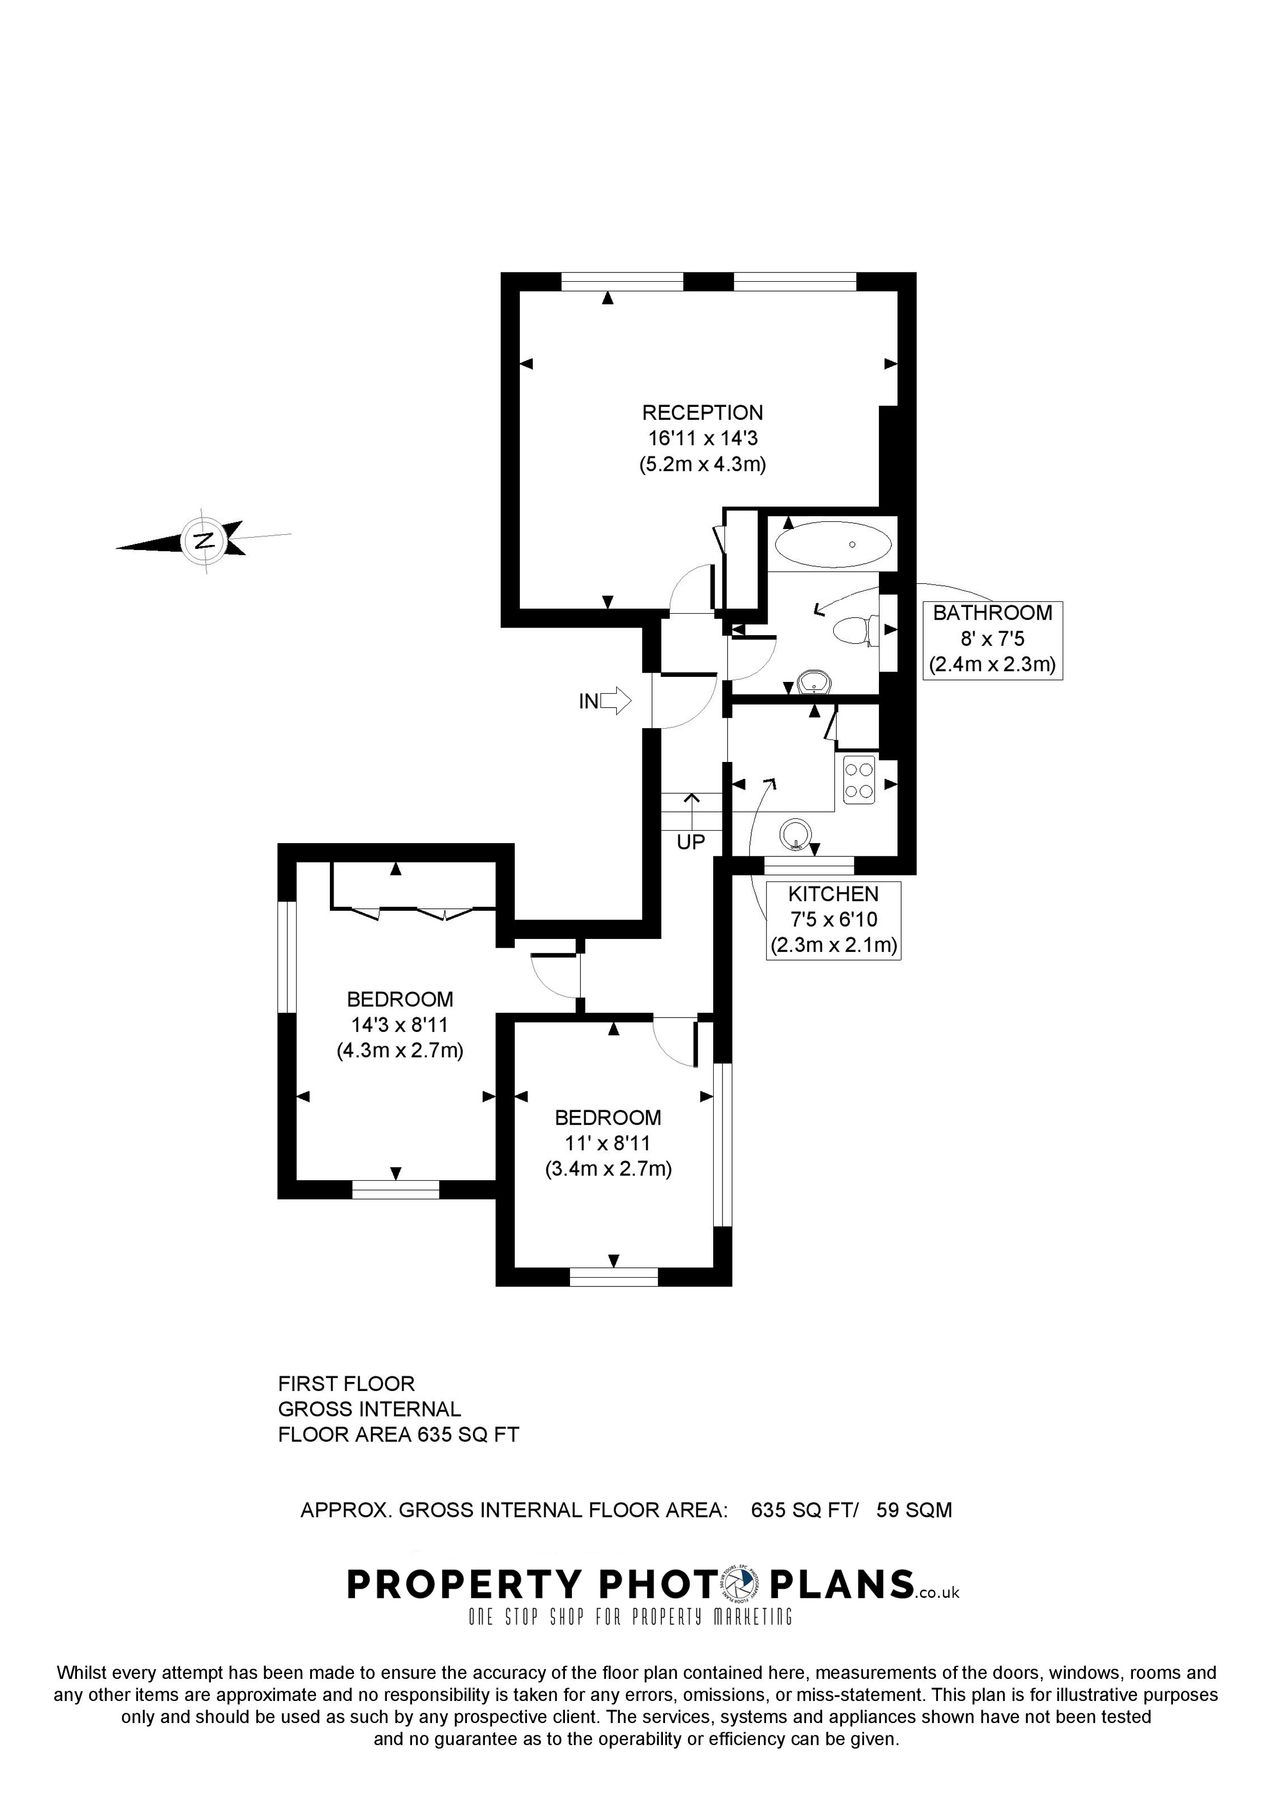 RECEPTION
16'11 x 14'3
(5.2m x 4.3m)
N
BATHROOM
8' x 7'5
(2.4m x 2.3m)
IN
UP
KITCHEN
7'5 x 6'10
(2.3m x 2.1m)
BEDROOM
14'3 x 8'11
(4.3m x 2.7m)
BEDROOM
11' x 8'11
(3.4m x 2.7m)
FIRST FLOOR
GROSS INTERNAL
FLOOR AREA 635 SQ FT
APPROX. GROSS INTERNAL FLOOR AREA: 635 SQ FT/ 59 SQM
PROPERTY PHOTO PLANS.co.uk
ONE STOP SHOP FOR PROPERTY MARKETING
Whilst every attempt has been made to ensure the accuracy of the floor plan contained here, measurements of the doors, windows, rooms and
any other items are approximate and no responsibility is taken for any errors, omissions, or miss-statement. This plan is for illustrative purposes
only and should be used as such by any prospective client. The services, systems and appliances shown have not been tested
and no guarantee as to the operability or efficiency can be given.